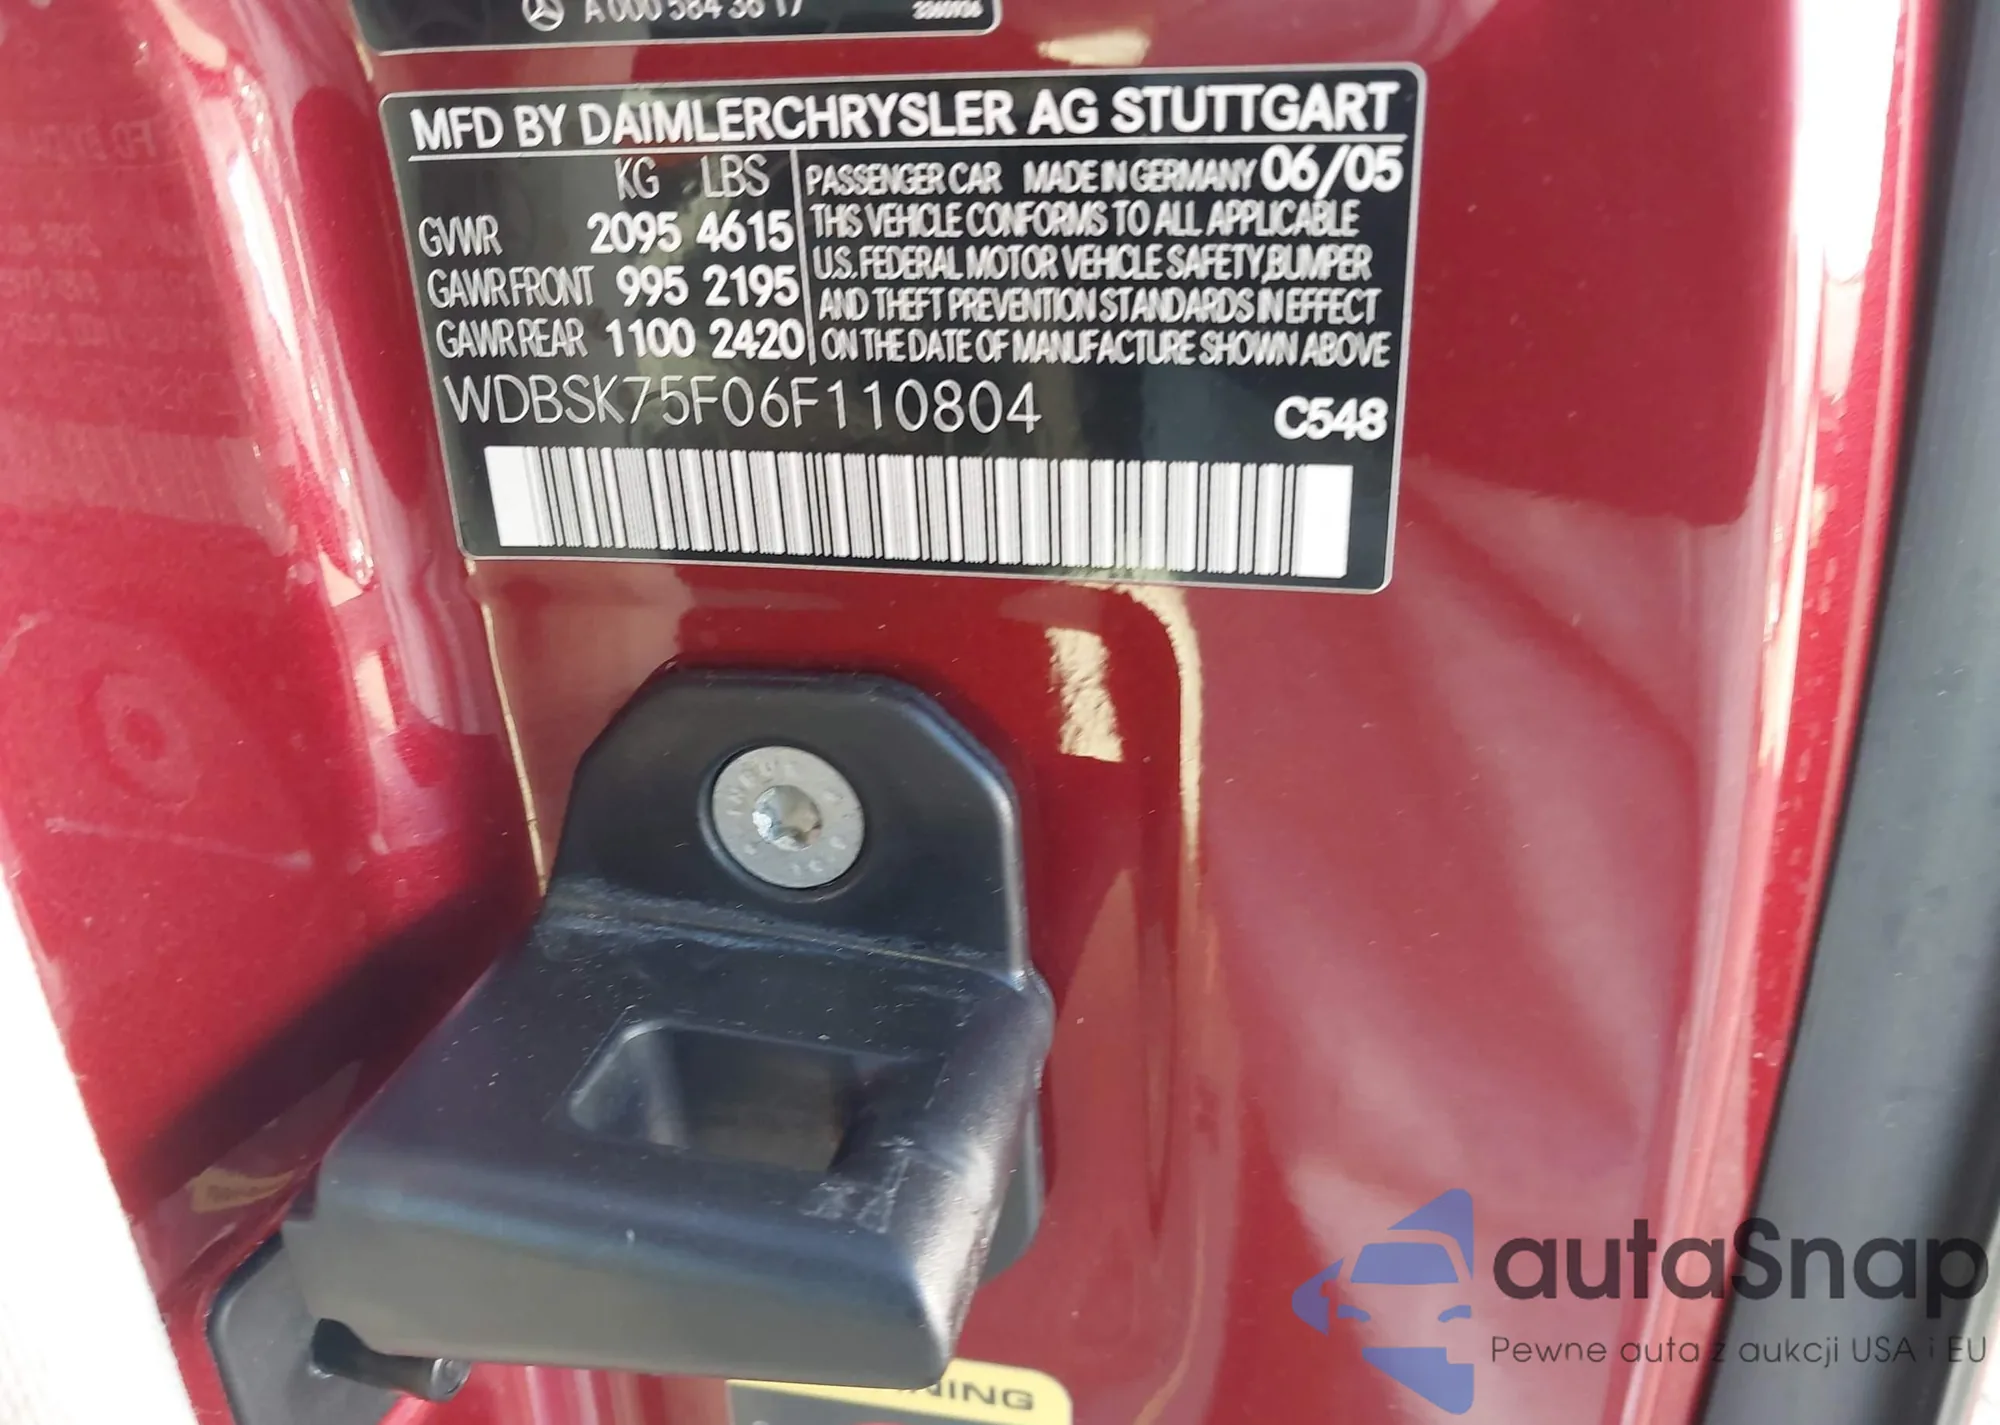 A 000 584 36 17
MFD BY DAIMLERCHRYSLER AG STUTTGART
KG LBS
GVWR 2095 4615
GAWR FRONT 995 2195
GAWR REAR 1100 2420
PASSENGER CAR MADE IN GERMANY 06/05
THIS VEHICLE CONFORMS TO ALL APPLICABLE
U.S. FEDERAL MOTOR VEHICLE SAFETY, BUMPER
AND THEFT PREVENTION STANDARDS IN EFFECT
ON THE DATE OF MANUFACTURE SHOWN ABOVE
WDBSK75F06F110804 C548
autaSnap
Pewne auta z aukcji USA i EU